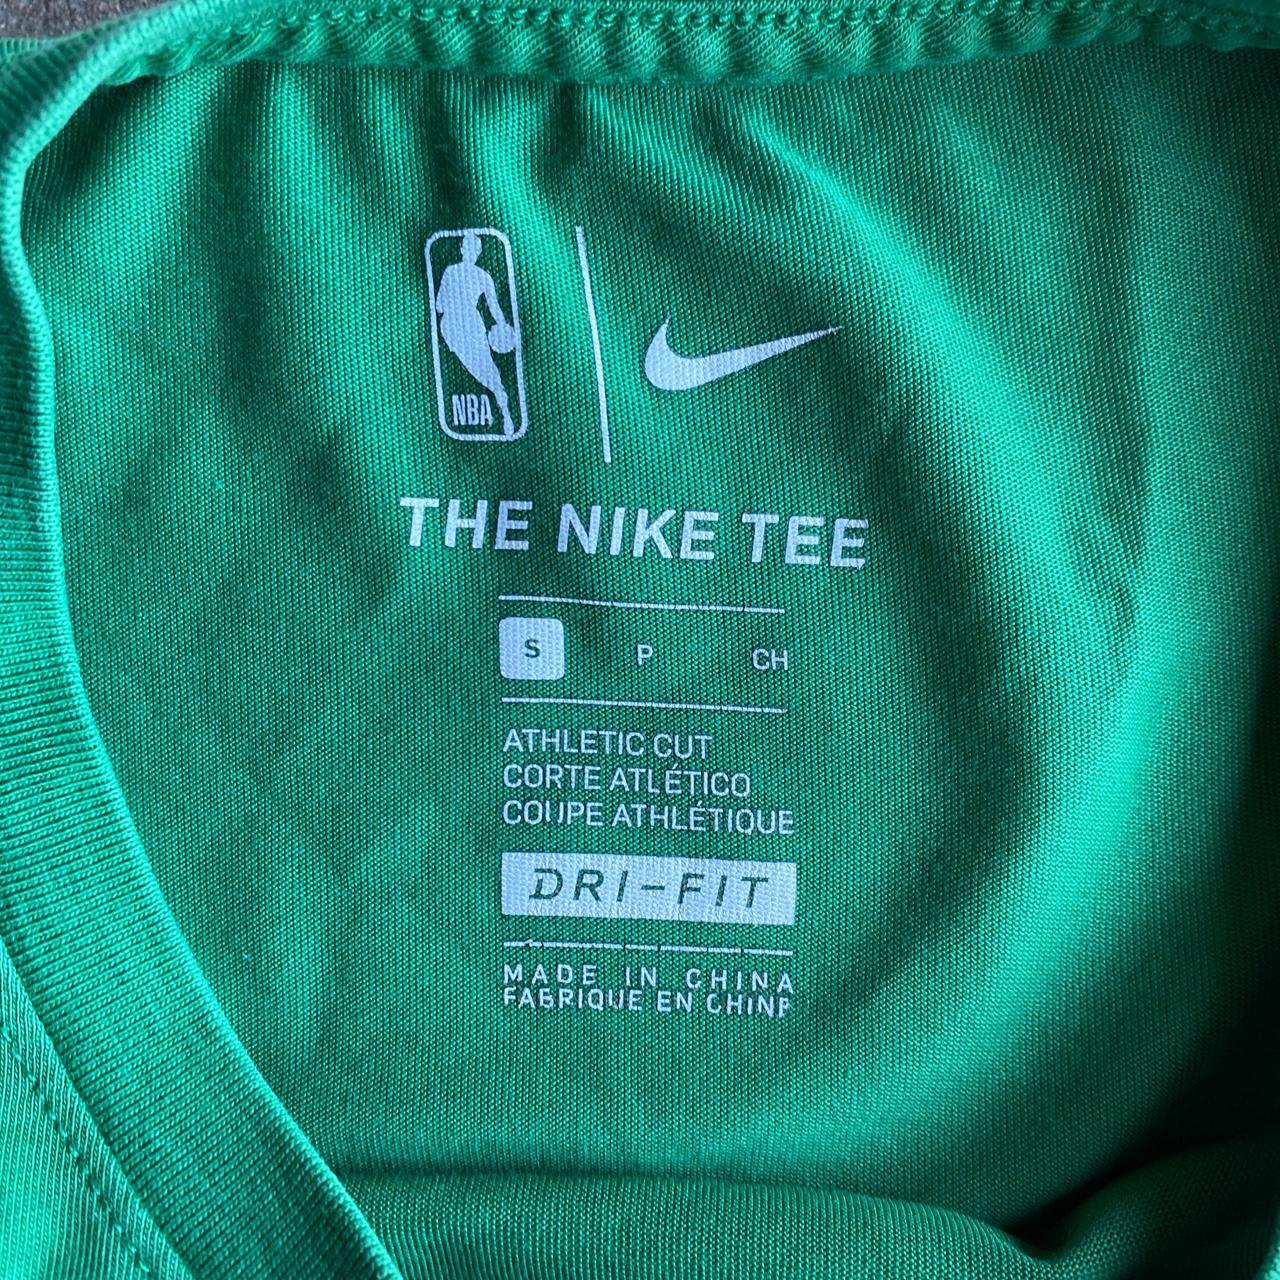 NBA
THE NIKE TEE
S P CH
ATHLETIC CUT
CORTE ATLÉTICO
COUPE ATHLÉTIQUE
DRI-FIT
MADE IN CHINA
FABRIQUE EN CHINE